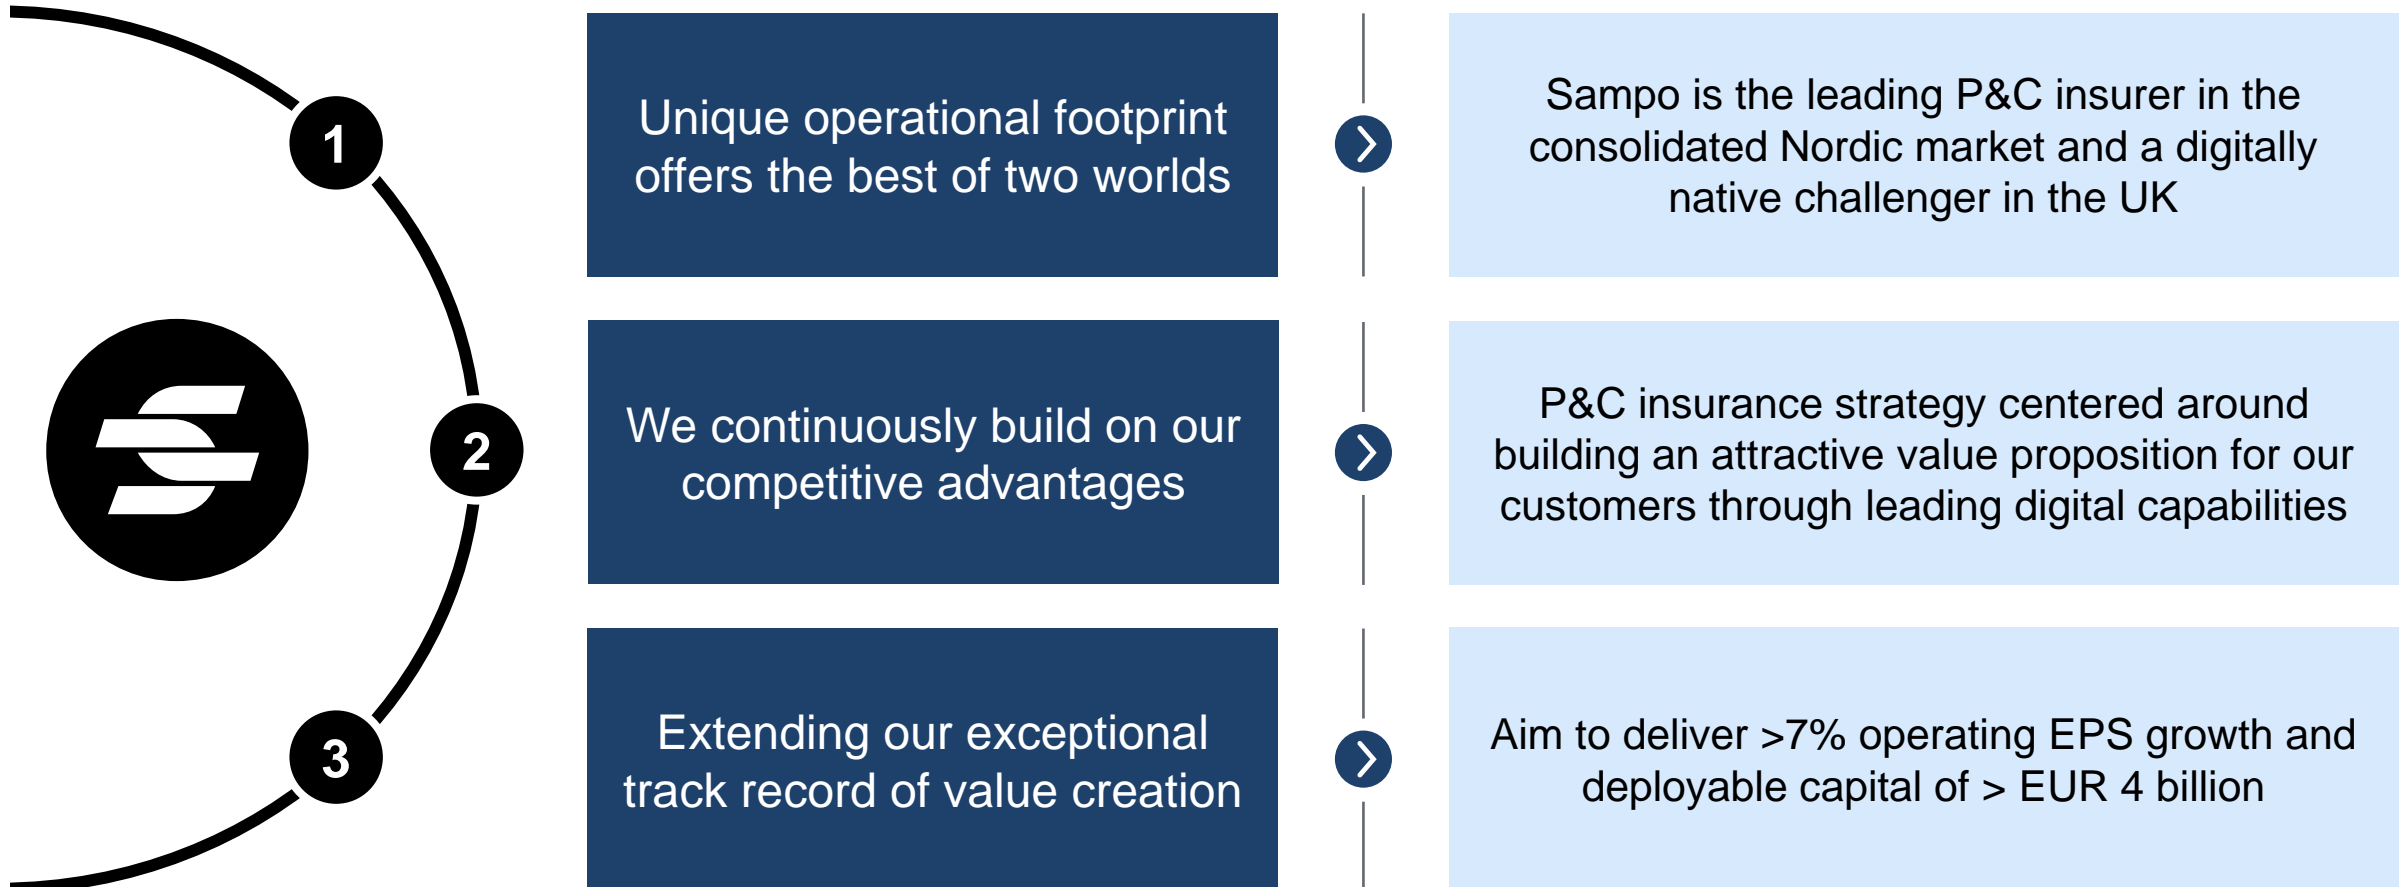 1
Unique operational footprint
offers the best of two worlds
Sampo is the leading P&C insurer in the
consolidated Nordic market and a digitally
native challenger in the UK
2
We continuously build on our
competitive advantages
P&C insurance strategy centered around
building an attractive value proposition for our
customers through leading digital capabilities
3
Extending our exceptional
track record of value creation
Aim to deliver >7% operating EPS growth and
deployable capital of > EUR 4 billion